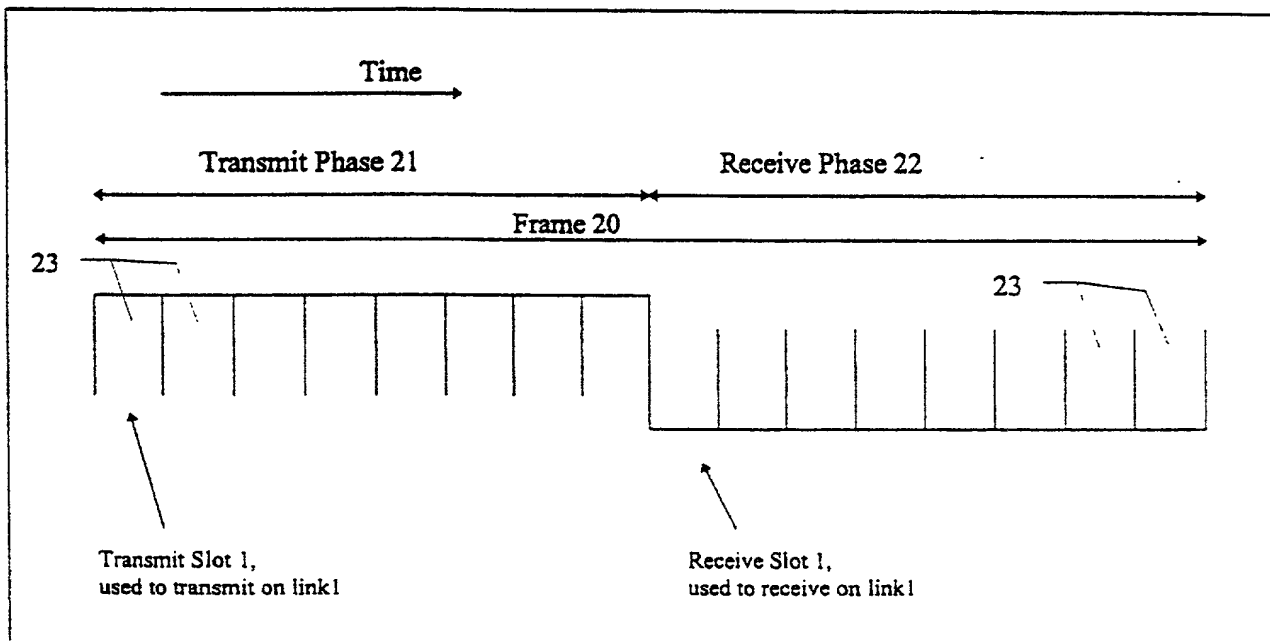 Time
Transmit Phase 21
Receive Phase 22
Frame 20
23
23
Transmit Slot 1,
used to transmit on link1
Receive Slot 1,
used to receive on link1